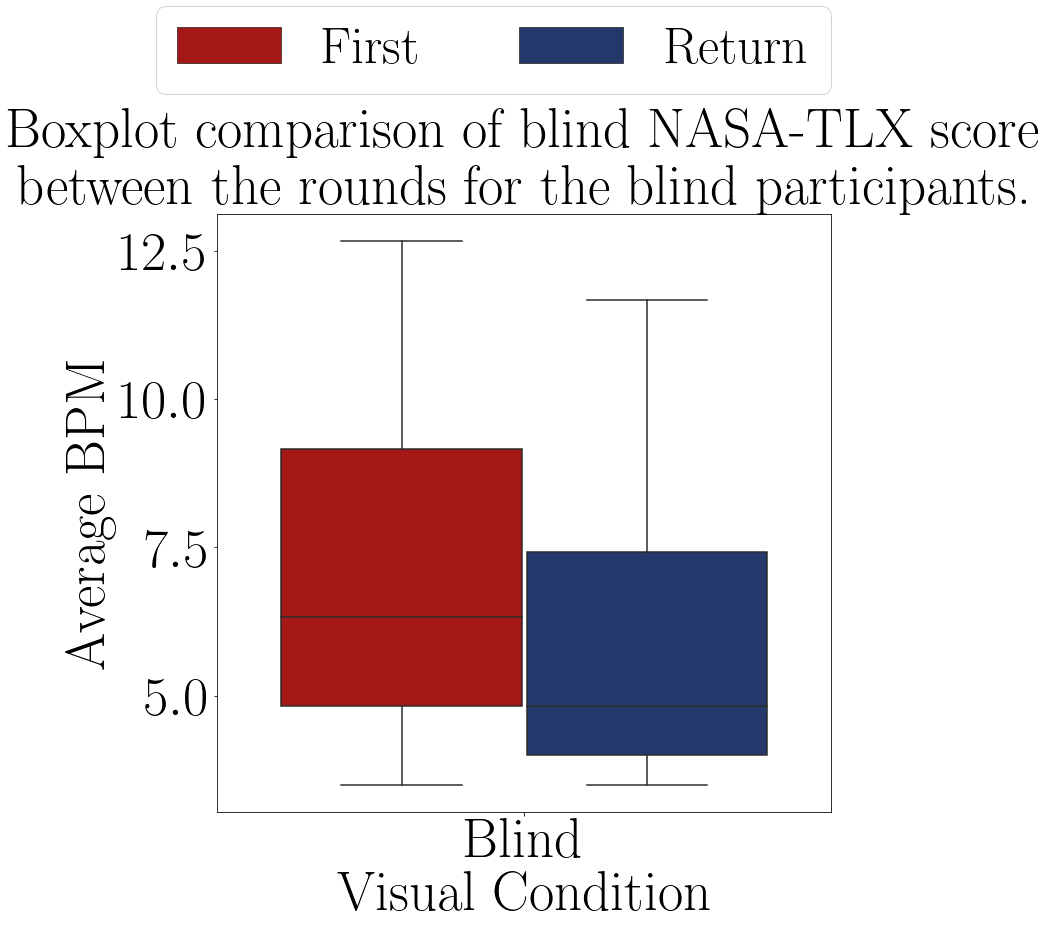 First Return
Boxplot comparison of blind NASA-TLX score
between the rounds for the blind participants.
12.5
10.0
7.5
5.0
Average BPM
Blind
Visual Condition